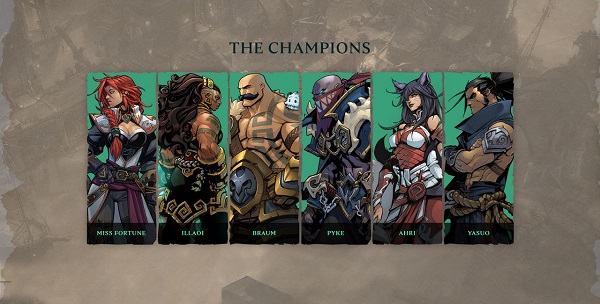 THE CHAMPIONS
MISS FORTUNE
ILLAOI
BRAUM
PYKE
AHRI
YASUO